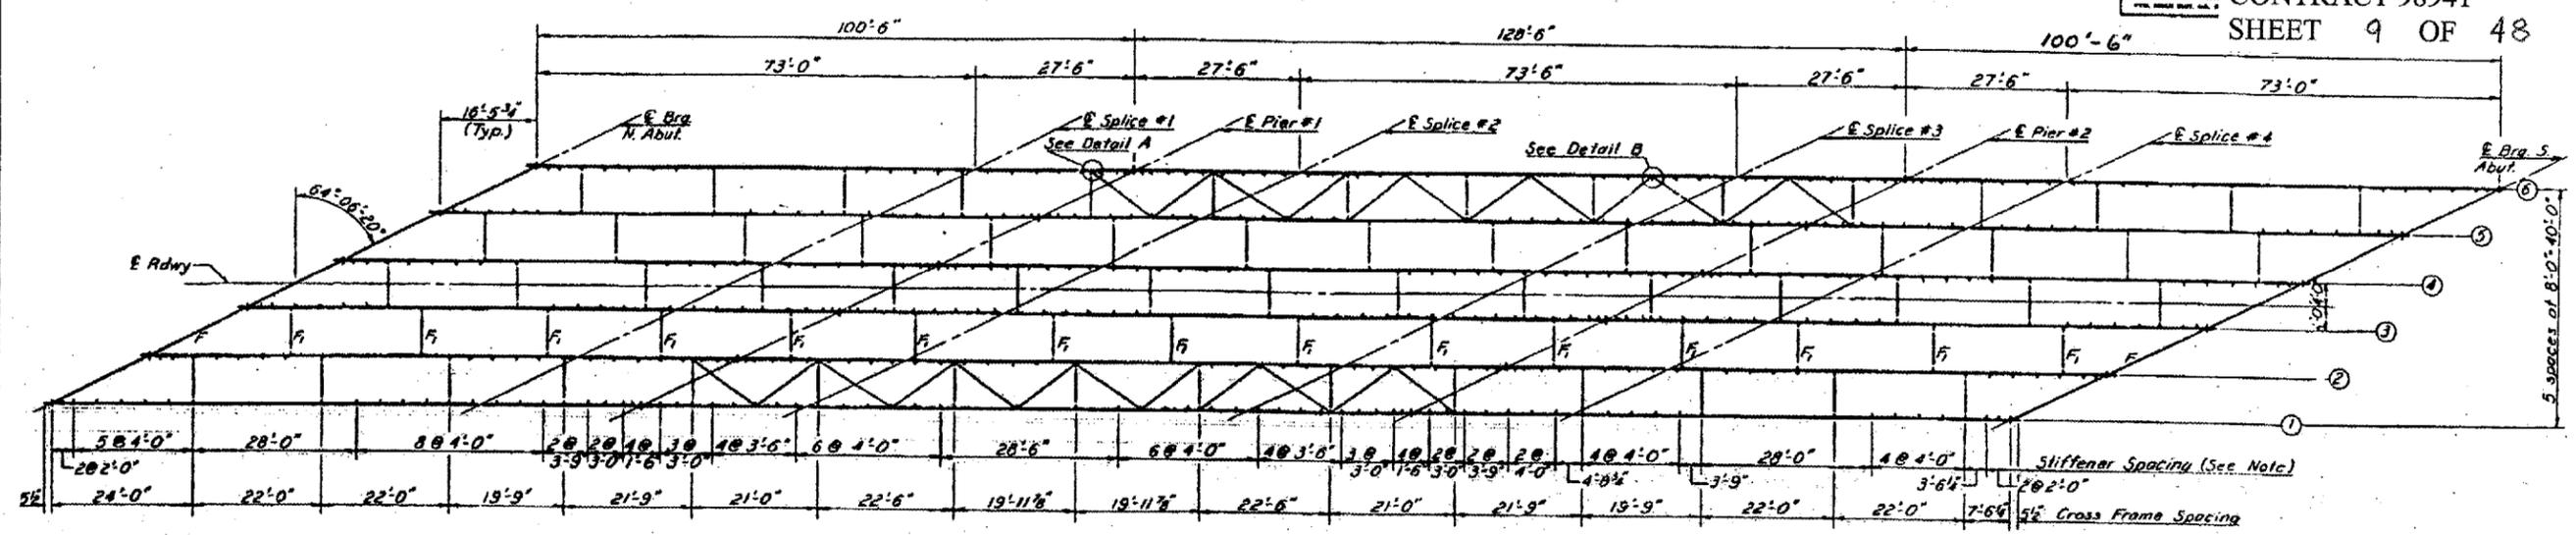 CONTRACT 98941
SHEET 9 OF 48
100'-6" 128'-6" 100'-6"
73'-0" 27'-6" 27'-6" 73'-6" 27'-6" 27'-6" 73'-0"
16'-5¾"
(Typ.)
℄ Brg
N. Abut.
℄ Splice #1
℄ Pier #1
℄ Splice #2
℄ Splice #3
℄ Pier #2
℄ Splice #4
℄ Brg. S.
Abut.
See Detail A
See Detail B
64°-06'-20"
℄ Rdwy
6
5
4
3
2
1
5 spaces at 8'-0"=40'-0"
F F₁ F₁ F₁ F₁ F₁ F₁ F₁ F₁ F₁ F₁ F₁ F₁ F₁ F₁ F₁ F
5@4'-0" 28'-0" 8@4'-0" 2@3'-9" 2@3'-0" 4@1'-6" 3@3'-0" 4@3'-6" 6@4'-0" 28'-6" 6@4'-0" 4@3'-6" 3@3'-0" 4@1'-6" 2@3'-0" 2@3'-9" 2@4'-0" 4@4'-0" 28'-0" 4@4'-0" Stiffener Spacing (See Note)
2@2'-0" 4'-8¾" 3'-9" 3'-6¼" 2@2'-0"
5½ 24'-0" 22'-0" 22'-0" 19'-9" 21'-9" 21'-0" 22'-6" 19'-11⅞" 19'-11⅞" 22'-6" 21'-0" 21'-9" 19'-9" 22'-0" 22'-0" 7'-6¼" 5½" Cross Frame Spacing